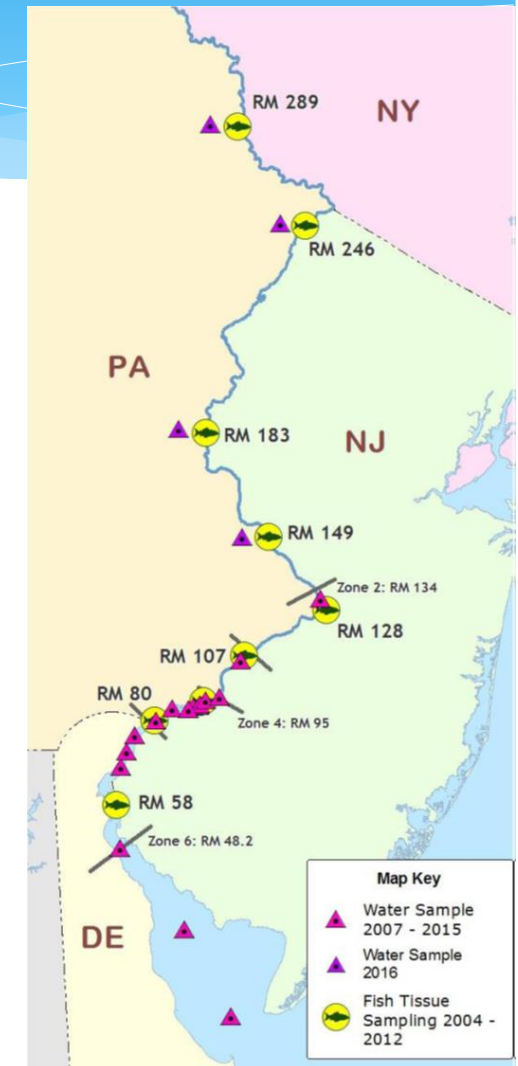 RM 289
NY
RM 246
PA
RM 183
NJ
RM 149
Zone 2: RM 134
RM 128
RM 107
RM 80
Zone 4: RM 95
RM 58
Zone 6: RM 48.2
DE
Map Key
Water Sample
2007 - 2015
Water Sample
2016
Fish Tissue
Sampling 2004 -
2012